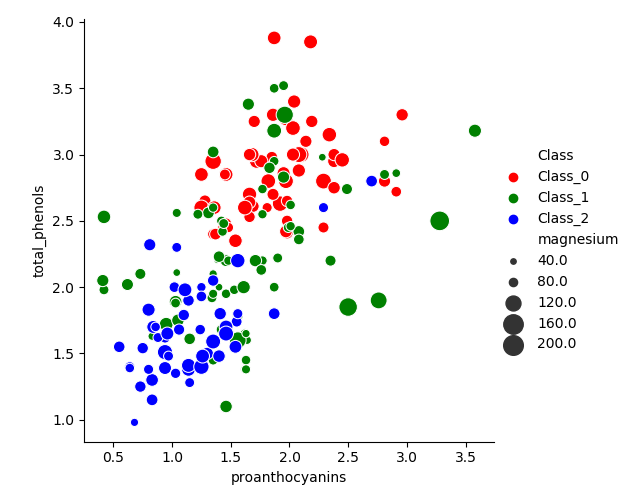 4.0
3.5
3.0
2.5
2.0
1.5
1.0
total_phenols
0.5 1.0 1.5 2.0 2.5 3.0 3.5
proanthocyanins
Class
Class_0
Class_1
Class_2
magnesium
40.0
80.0
120.0
160.0
200.0